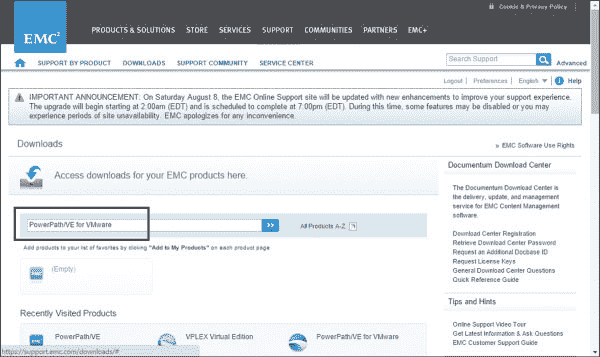 Cookie & Privacy Policy
EMC²
PRODUCTS & SOLUTIONS STORE SERVICES SUPPORT COMMUNITIES PARTNERS EMC+
SUPPORT BY PRODUCT DOWNLOADS SUPPORT COMMUNITY SERVICE CENTER
Search Support Advanced
Logout | Preferences | English | Help
IMPORTANT ANNOUNCEMENT: On Saturday August 8, the EMC Online Support site will be updated with new enhancements to improve your support experience.
The upgrade will begin starting at 2:00am (EDT) and is scheduled to complete at 7:00pm (EDT). During this time, some features may be disabled or you may
experience periods of site unavailability. EMC apologizes for any inconvenience.
Downloads
» EMC Software Use Rights
Access downloads for your EMC products here.
PowerPath/VE for VMware
All Products A-Z
Add products to your list of favorites by clicking "Add to My Products" on each product page
(Empty)
Recently Visited Products
PowerPath/VE VPLEX Virtual Edition PowerPath/VE for VMware
https://support.emc.com/downloads/#
Documentum Download Center
The Documentum Download Center is
the delivery, update, and management
service for EMC Content Management
software.
Download Center Registration
Retrieve Download Center Password
Request an Additional Docbase ID
Request License Keys
General Download Center Questions
Quick Reference Guide
Tips and Hints
Online Support Video Tour
Get Latest Information & Ask Questions
EMC Customer Support Guide